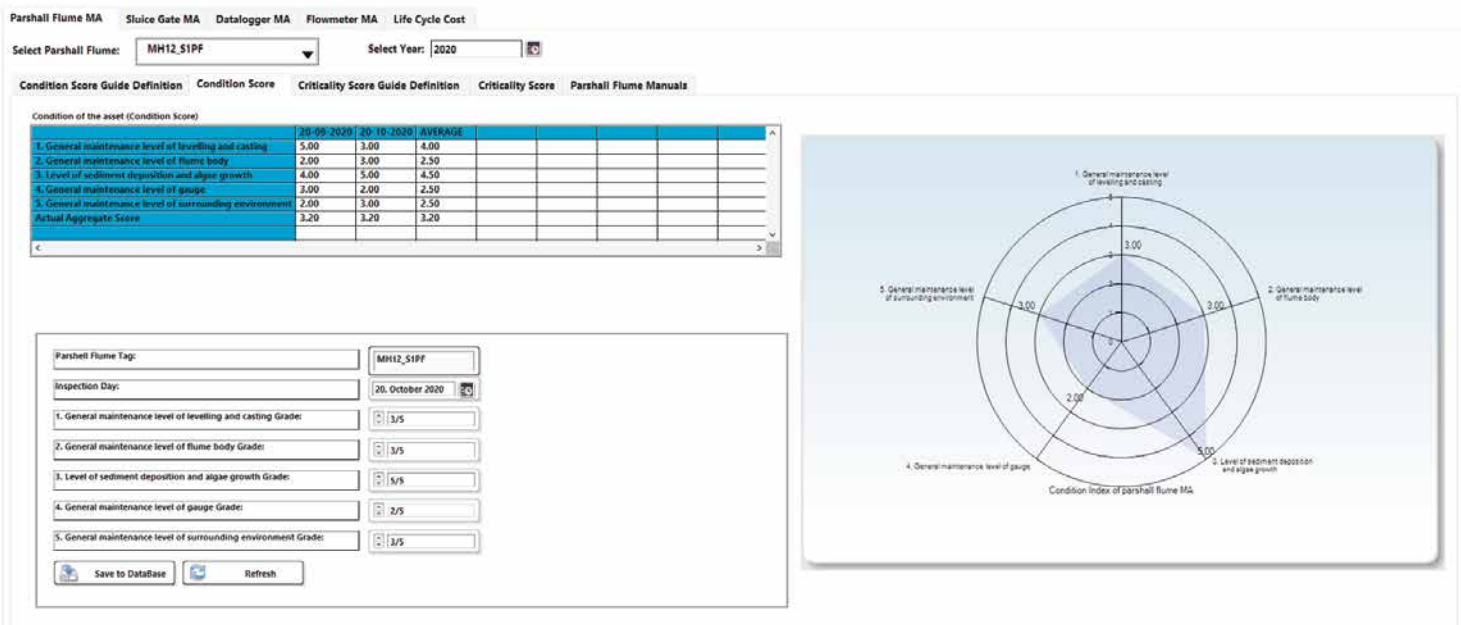 Parshall Flume MA Sluice Gate MA Datalogger MA Flowmeter MA Life Cycle Cost
Select Parshall Flume: MH12_S1PF Select Year: 2020
Condition Score Guide Definition Condition Score Criticality Score Guide Definition Criticality Score Parshall Flume Manuals
Condition of the asset (Condition Score)
20-09-2020 20-10-2020 AVERAGE
1. General maintenance level of levelling and casting 5.00 3.00 4.00
2. General maintenance level of flume body 2.00 3.00 2.50
3. Level of sediment deposition and algae growth 4.00 5.00 4.50
4. General maintenance level of gauge 3.00 2.00 2.50
5. General maintenance level of surrounding environment 2.00 3.00 2.50
Actual Aggregate Score 3.20 3.20 3.20
Parshell Flume Tag: MH12_S1PF
Inspection Day: 20. October 2020
1. General maintenance level of levelling and casting Grade: 3/5
2. General maintenance level of flume body Grade: 3/5
3. Level of sediment deposition and algae growth Grade: 5/5
4. General maintenance level of gauge Grade: 2/5
5. General maintenance level of surrounding environment Grade: 3/5
Save to DataBase Refresh
1. General maintenance level
of levelling and casting
5
4
3.00
3
5. General maintenance level
of surrounding environment
2. General maintenance level
of flume body
3.00 3.00
2
1
0
2.00
5.00
4. General maintenance level of gauge
3. Level of sediment deposition
and algae growth
Condition Index of parshall flume MA